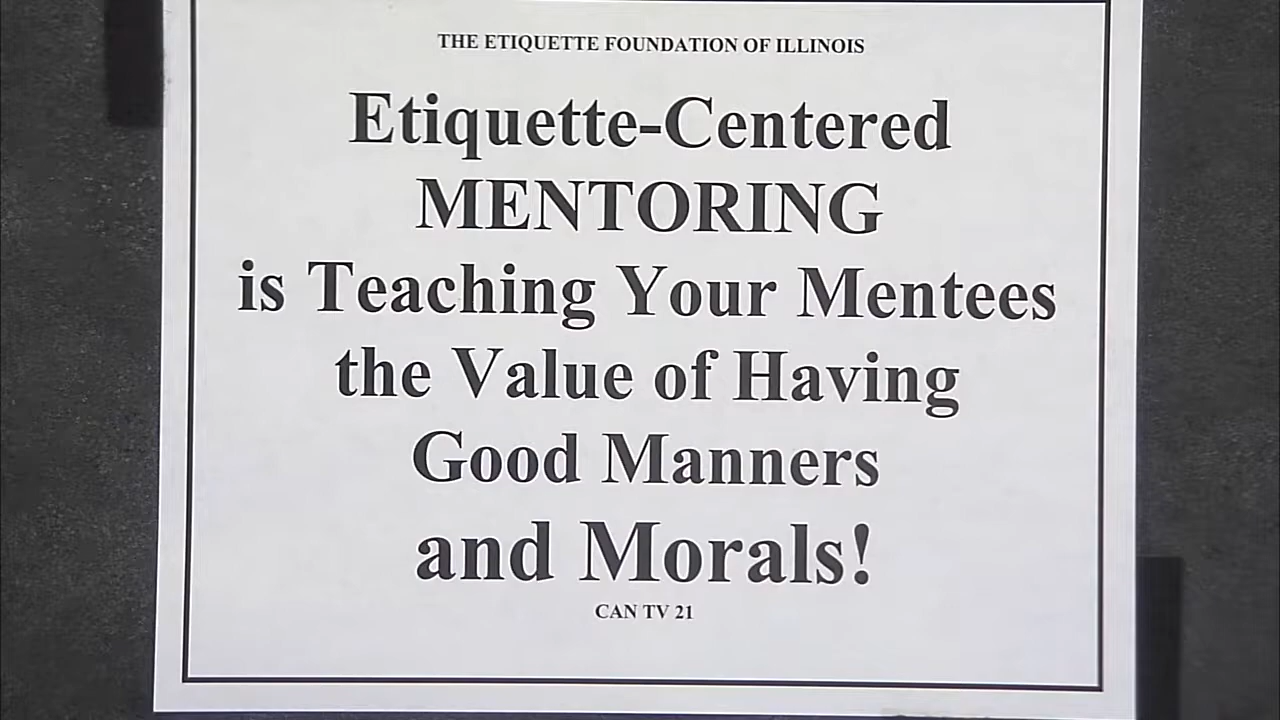 THE ETIQUETTE FOUNDATION OF ILLINOIS
Etiquette-Centered
MENTORING
is Teaching Your Mentees
the Value of Having
Good Manners
and Morals!
CAN TV 21